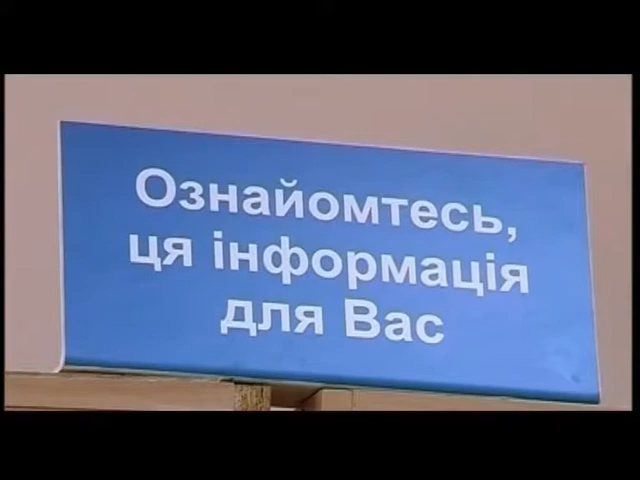 Ознайомтесь,
ця інформація
для Вас